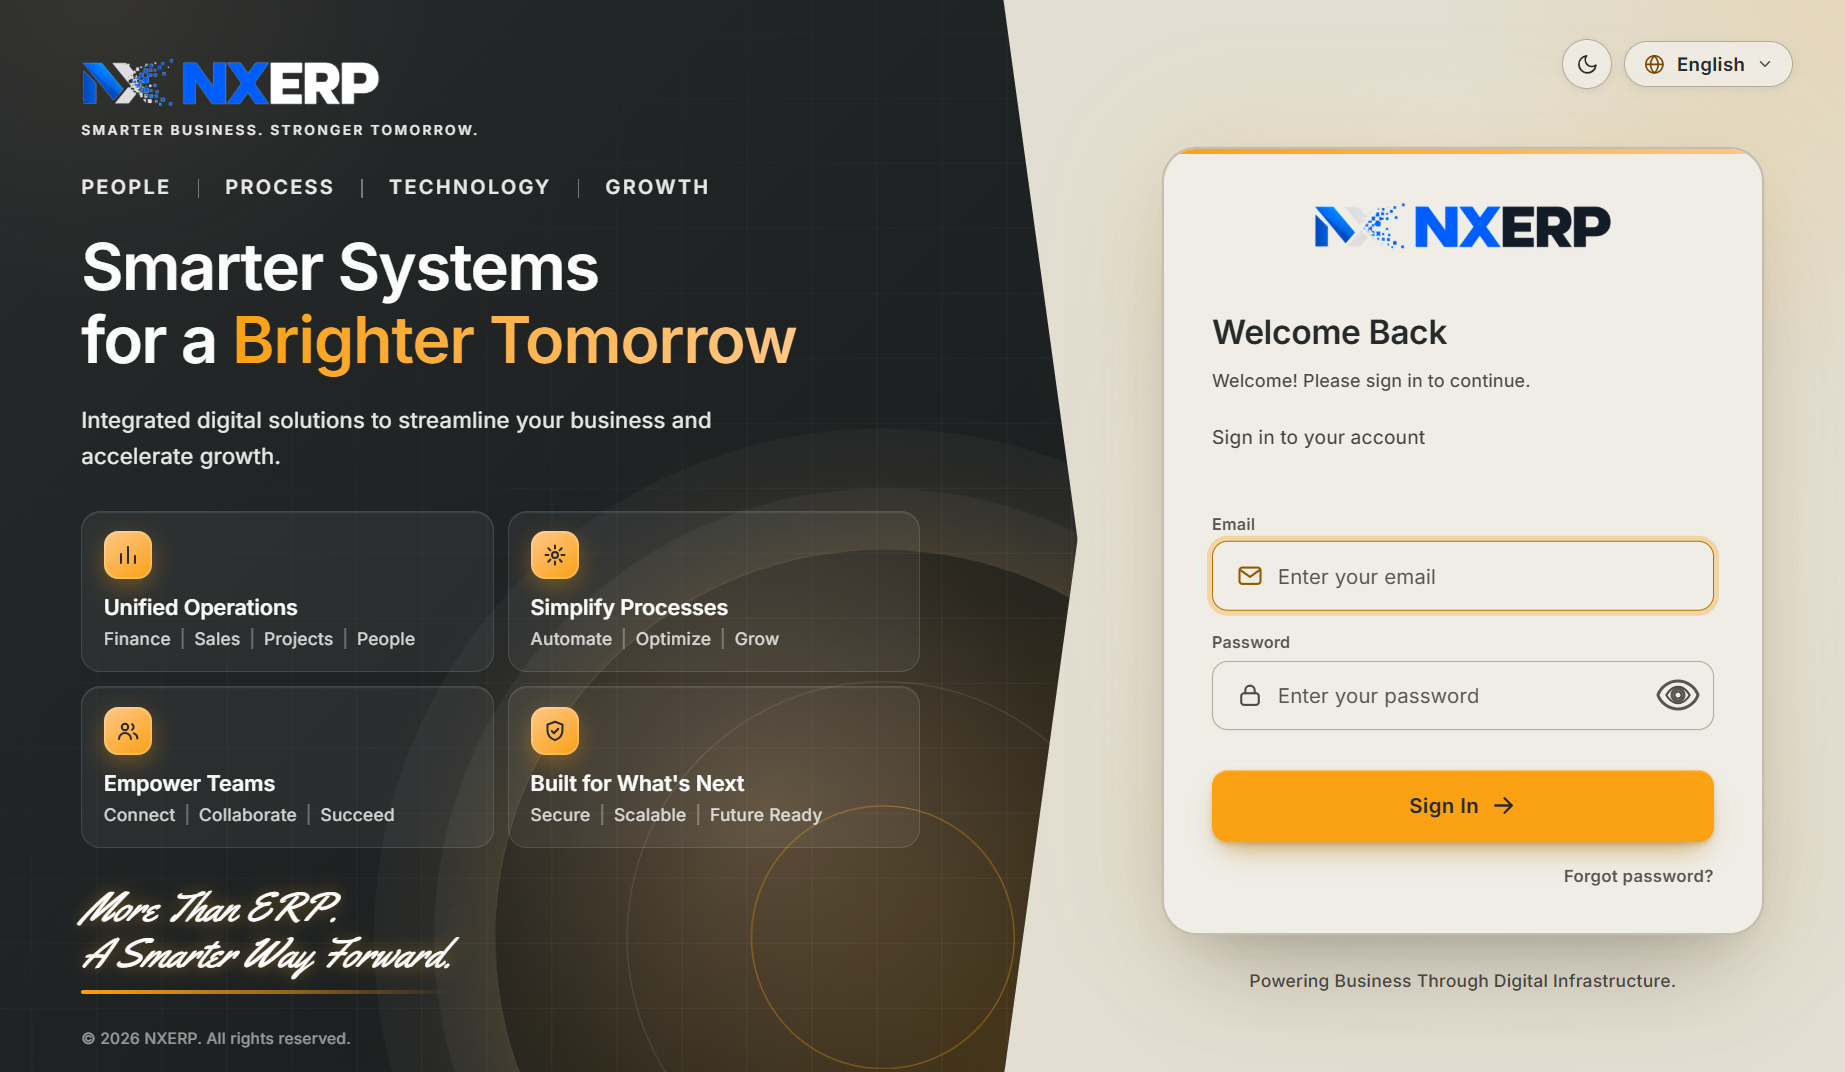 NXERP
SMARTER BUSINESS. STRONGER TOMORROW.
PEOPLE | PROCESS | TECHNOLOGY | GROWTH
Smarter Systems
for a Brighter Tomorrow
Integrated digital solutions to streamline your business and
accelerate growth.
Unified Operations
Finance | Sales | Projects | People
Simplify Processes
Automate | Optimize | Grow
Empower Teams
Connect | Collaborate | Succeed
Built for What's Next
Secure | Scalable | Future Ready
More Than ERP.
A Smarter Way Forward.
© 2026 NXERP. All rights reserved.
English
NXERP
Welcome Back
Welcome! Please sign in to continue.
Sign in to your account
Email
Enter your email
Password
Enter your password
Sign In
Forgot password?
Powering Business Through Digital Infrastructure.